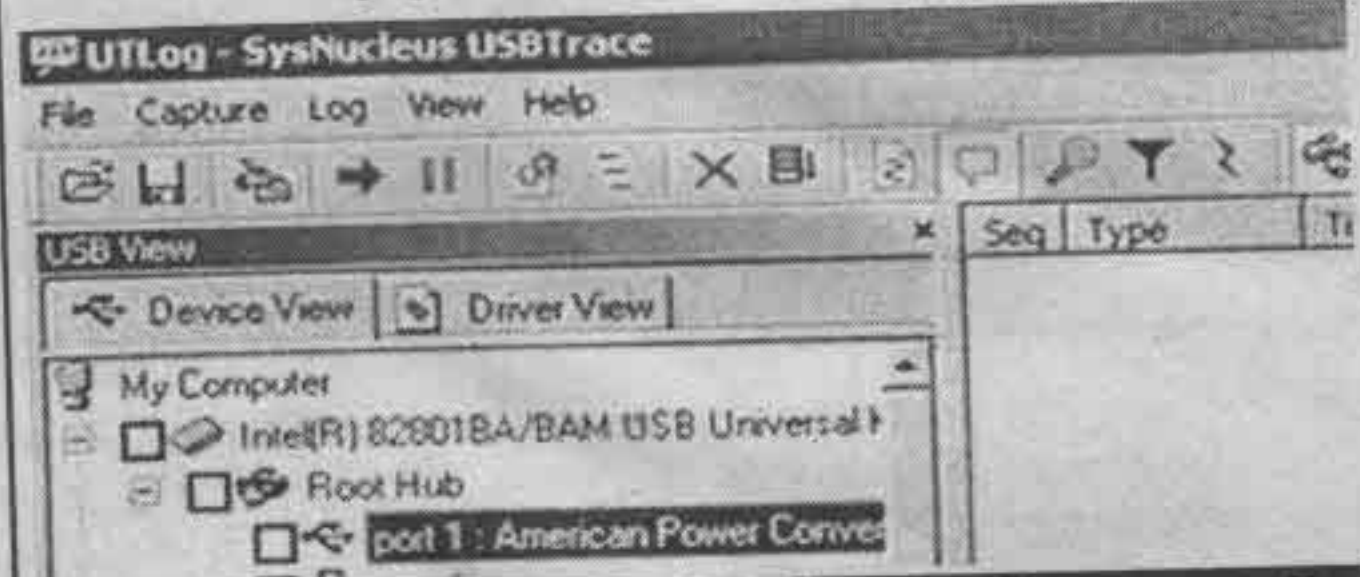 UTLog - SysNucleus USBTrace
File Capture Log View Help
USB View
Seq Type
Device View Driver View
My Computer
Intel(R) 82801BA/BAM USB Universal H
Root Hub
port 1 : American Power Conver